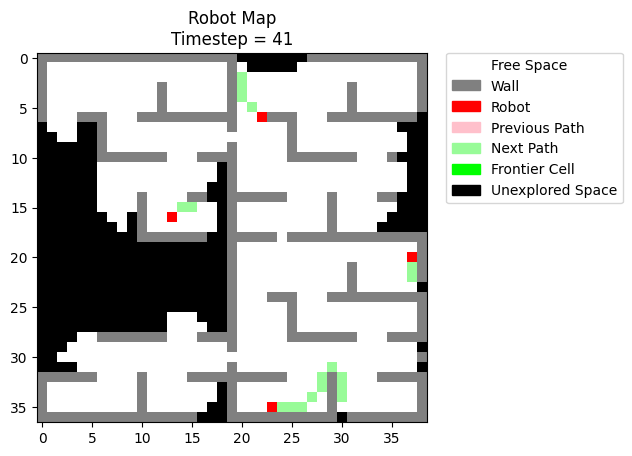 Robot Map
Timestep = 41
Free Space
Wall
Robot
Previous Path
Next Path
Frontier Cell
Unexplored Space
0
5
10
15
20
25
30
35
0
5
10
15
20
25
30
35